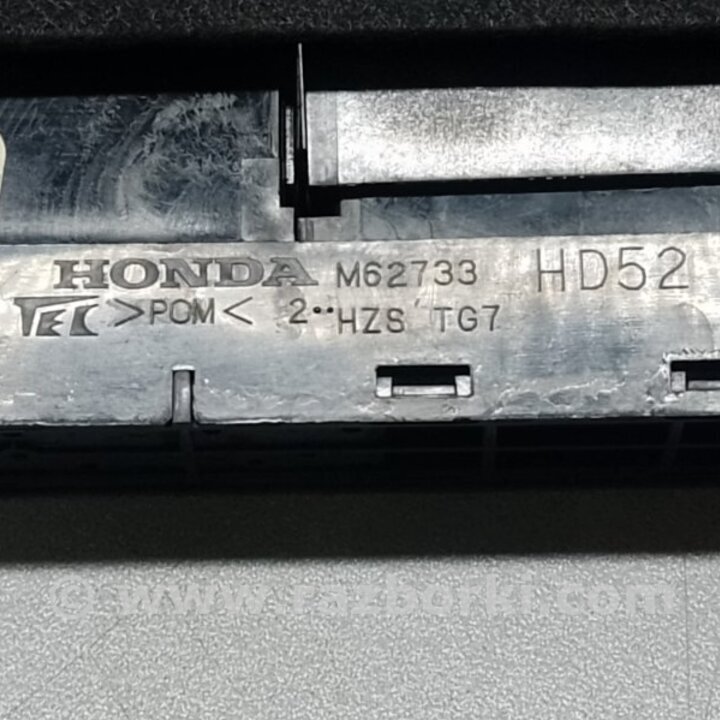 HONDA M62733 HD52
TEC >POM< 2.. HZS' TG7
© www.razborki.com